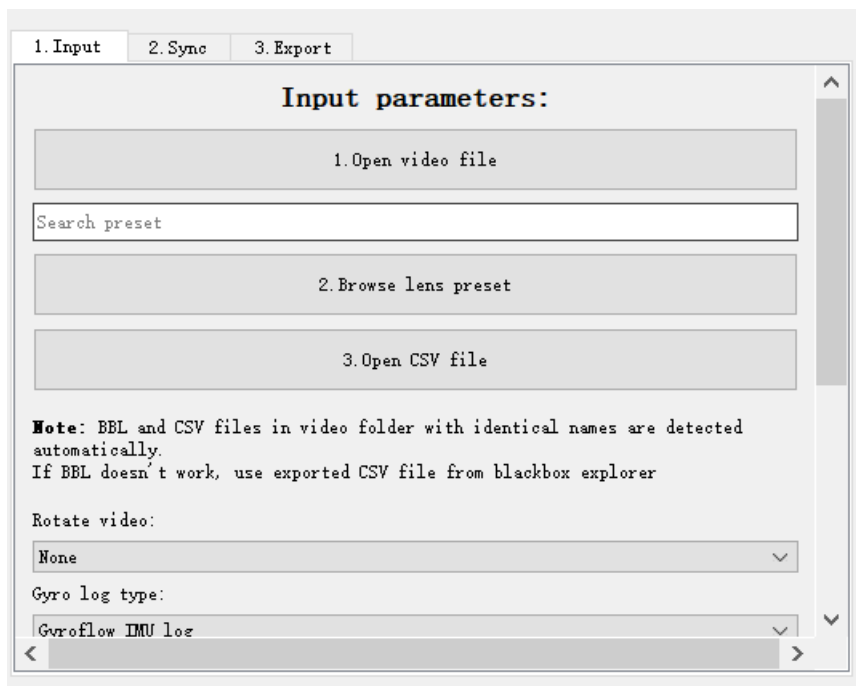 1.Input
2.Sync
3.Export
Input parameters:
1.Open video file
Search preset
2.Browse lens preset
3.Open CSV file
Note: BBL and CSV files in video folder with identical names are detected
automatically.
If BBL doesn't work, use exported CSV file from blackbox explorer
Rotate video:
None
Gyro log type:
Gyroflow IMU log